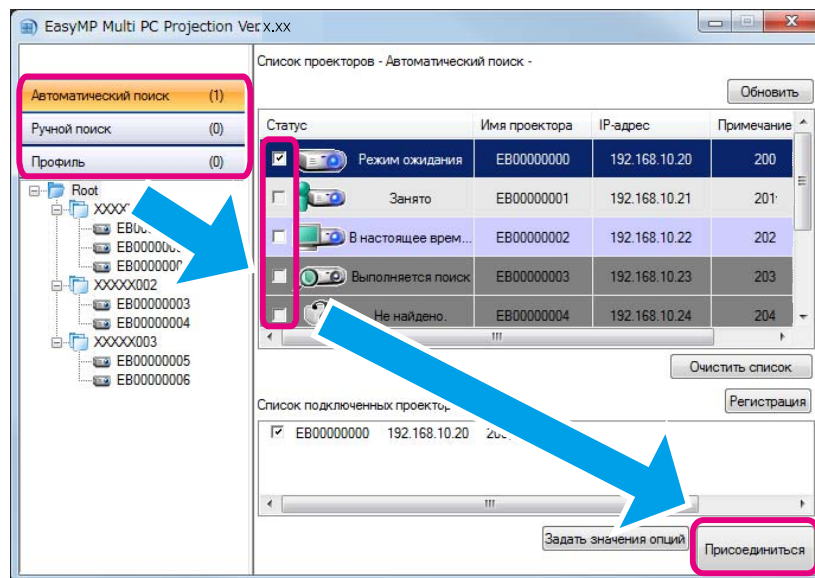 EasyMP Multi PC Projection Ver.x.xx
Список проекторов - Автоматический поиск -
Обновить
Автоматический поиск (1)
Ручной поиск (0)
Профиль (0)
Статус Имя проектора IP-адрес Примечание
Режим ожидания EB00000000 192.168.10.20 200
Занято EB00000001 192.168.10.21 201
В настоящее врем... EB00000002 192.168.10.22 202
Выполняется поиск EB00000003 192.168.10.23 203
Не найдено. EB00000004 192.168.10.24 204
Root
XXXXX002
EB00000003
EB00000004
XXXXX003
EB00000005
EB00000006
Очистить список
Регистрация
Список подключенных
EB00000000 192.168.10.20
Задать значения опций
Присоединиться